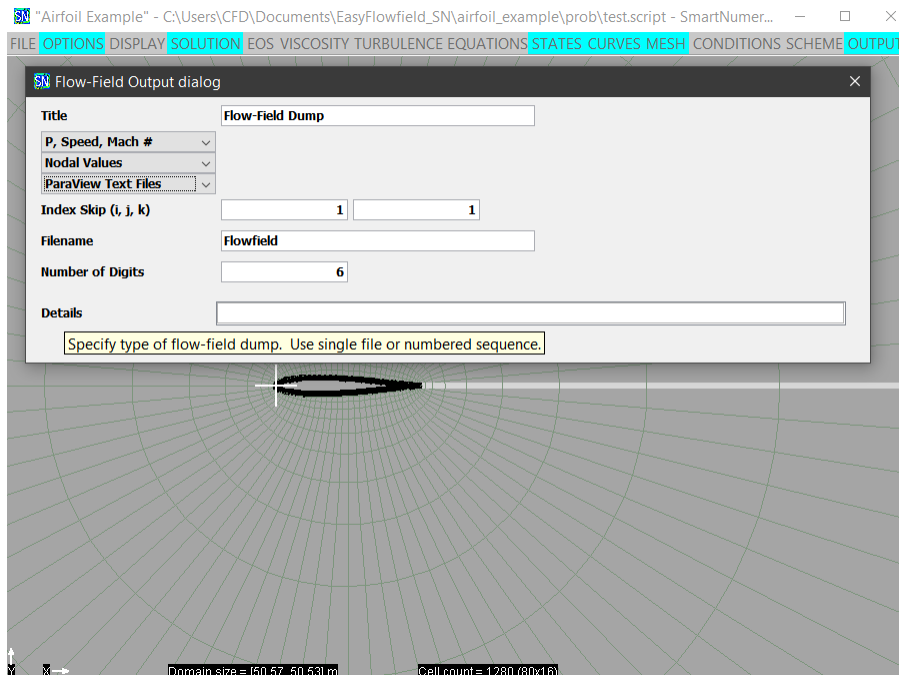 "Airfoil Example" - C:\Users\CFD\Documents\EasyFlowfield_SN\airfoil_example\prob\test.script - SmartNumer...
FILE OPTIONS DISPLAY SOLUTION EOS VISCOSITY TURBULENCE EQUATIONS STATES CURVES MESH CONDITIONS SCHEME OUTPUT
SN Flow-Field Output dialog
Title Flow-Field Dump
P, Speed, Mach #
Nodal Values
ParaView Text Files
Index Skip (i, j, k) 1 1
Filename Flowfield
Number of Digits 6
Details
Specify type of flow-field dump. Use single file or numbered sequence.
Y X Domain size = [50.57, 50.53] m Cell count = 1280 (80x16)